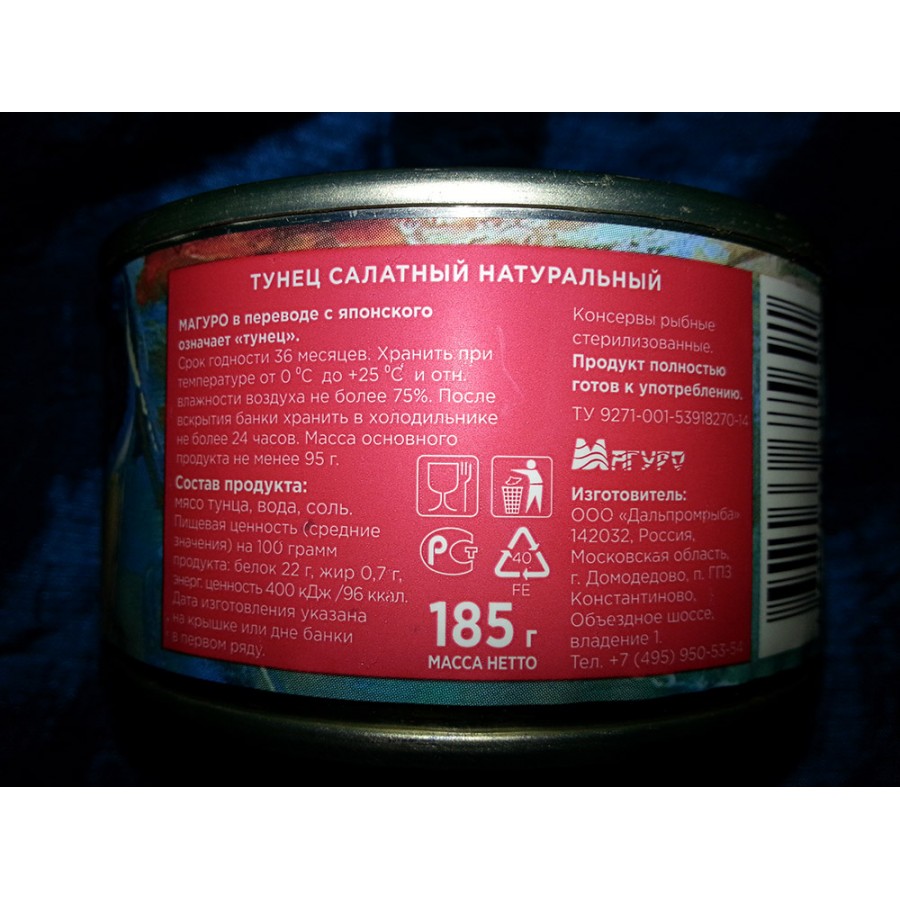 ТУНЕЦ САЛАТНЫЙ НАТУРАЛЬНЫЙ
МАГУРО в переводе с японского
означает «тунец».
Срок годности 36 месяцев. Хранить при
температуре от 0 °С до +25 °С и отн.
влажности воздуха не более 75%. После
вскрытия банки хранить в холодильнике
не более 24 часов. Масса основного
продукта не менее 95 г.
Состав продукта:
мясо тунца, вода, соль.
Пищевая ценность (средние
значения) на 100 грамм
продукта: белок 22 г, жир 0,7 г,
энерг. ценность 400 кДж /96 ккал.
Дата изготовления указана
на крышке или дне банки
в первом ряду.
РСТ
40
FE
185 г
МАССА НЕТТО
Консервы рыбные
стерилизованные.
Продукт полностью
готов к употреблению.
ТУ 9271-001-53918270-14
МАГУРО
Изготовитель:
ООО «Дальпромрыба»
142032, Россия,
Московская область,
г. Домодедово, п. ГПЗ
Константиново,
Объездное шоссе,
владение 1.
Тел. +7 (495) 950-53-54